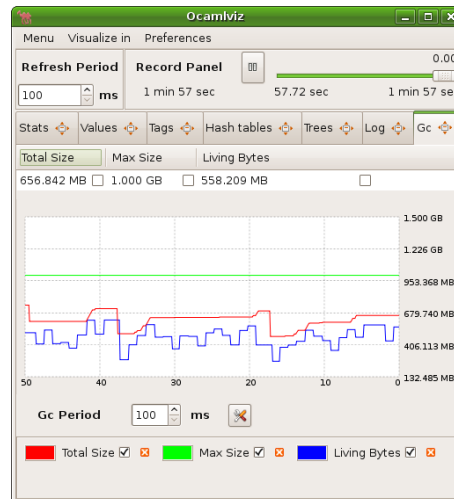 Ocamlviz
Menu Visualize in Preferences
Refresh Period Record Panel 0.00
100 ms 1 min 57 sec 57.72 sec 1 min 57 se
Stats Values Tags Hash tables Trees Log Gc
Total Size Max Size Living Bytes
656.842 MB 1.000 GB 558.209 MB
1.500 GB
1.226 GB
953.368 MB
679.740 MB
406.113 MB
132.485 MB
50 40 30 20 10 0
Gc Period 100 ms
Total Size Max Size Living Bytes